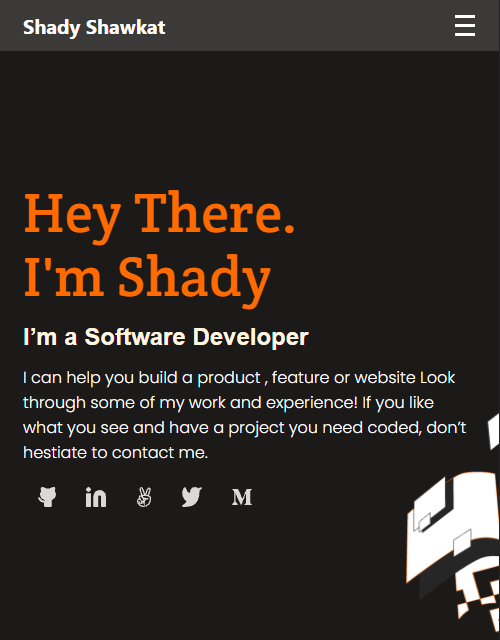 Shady Shawkat
Hey There.
I'm Shady
I’m a Software Developer
I can help you build a product , feature or website Look
through some of my work and experience! If you like
what you see and have a project you need coded, don’t
hestiate to contact me.